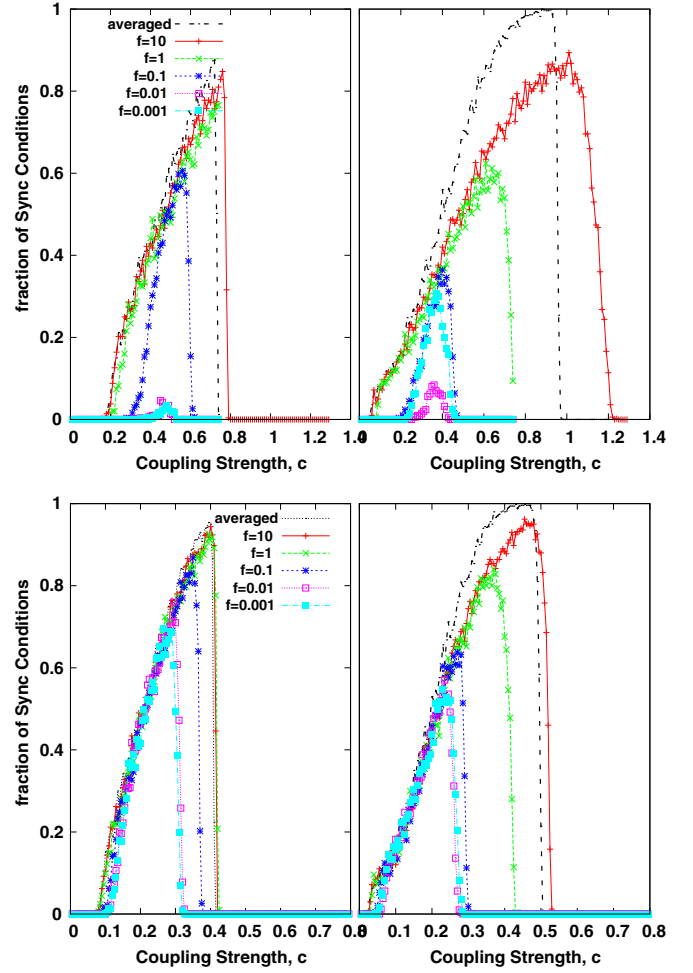 averaged
f=10
f=1
f=0.1
f=0.01
f=0.001
fraction of Sync Conditions
1
0.8
0.6
0.4
0.2
0
0 0.2 0.4 0.6 0.8 1 1.2 1.4
0 0.2 0.4 0.6 0.8 1 1.2 1.4
Coupling Strength, c
Coupling Strength, c
averaged
f=10
f=1
f=0.1
f=0.01
f=0.001
fraction of Sync Conditions
1
0.8
0.6
0.4
0.2
0
0 0.1 0.2 0.3 0.4 0.5 0.6 0.7 0.8
0 0.1 0.2 0.3 0.4 0.5 0.6 0.7 0.8
Coupling Strength, c
Coupling Strength, c